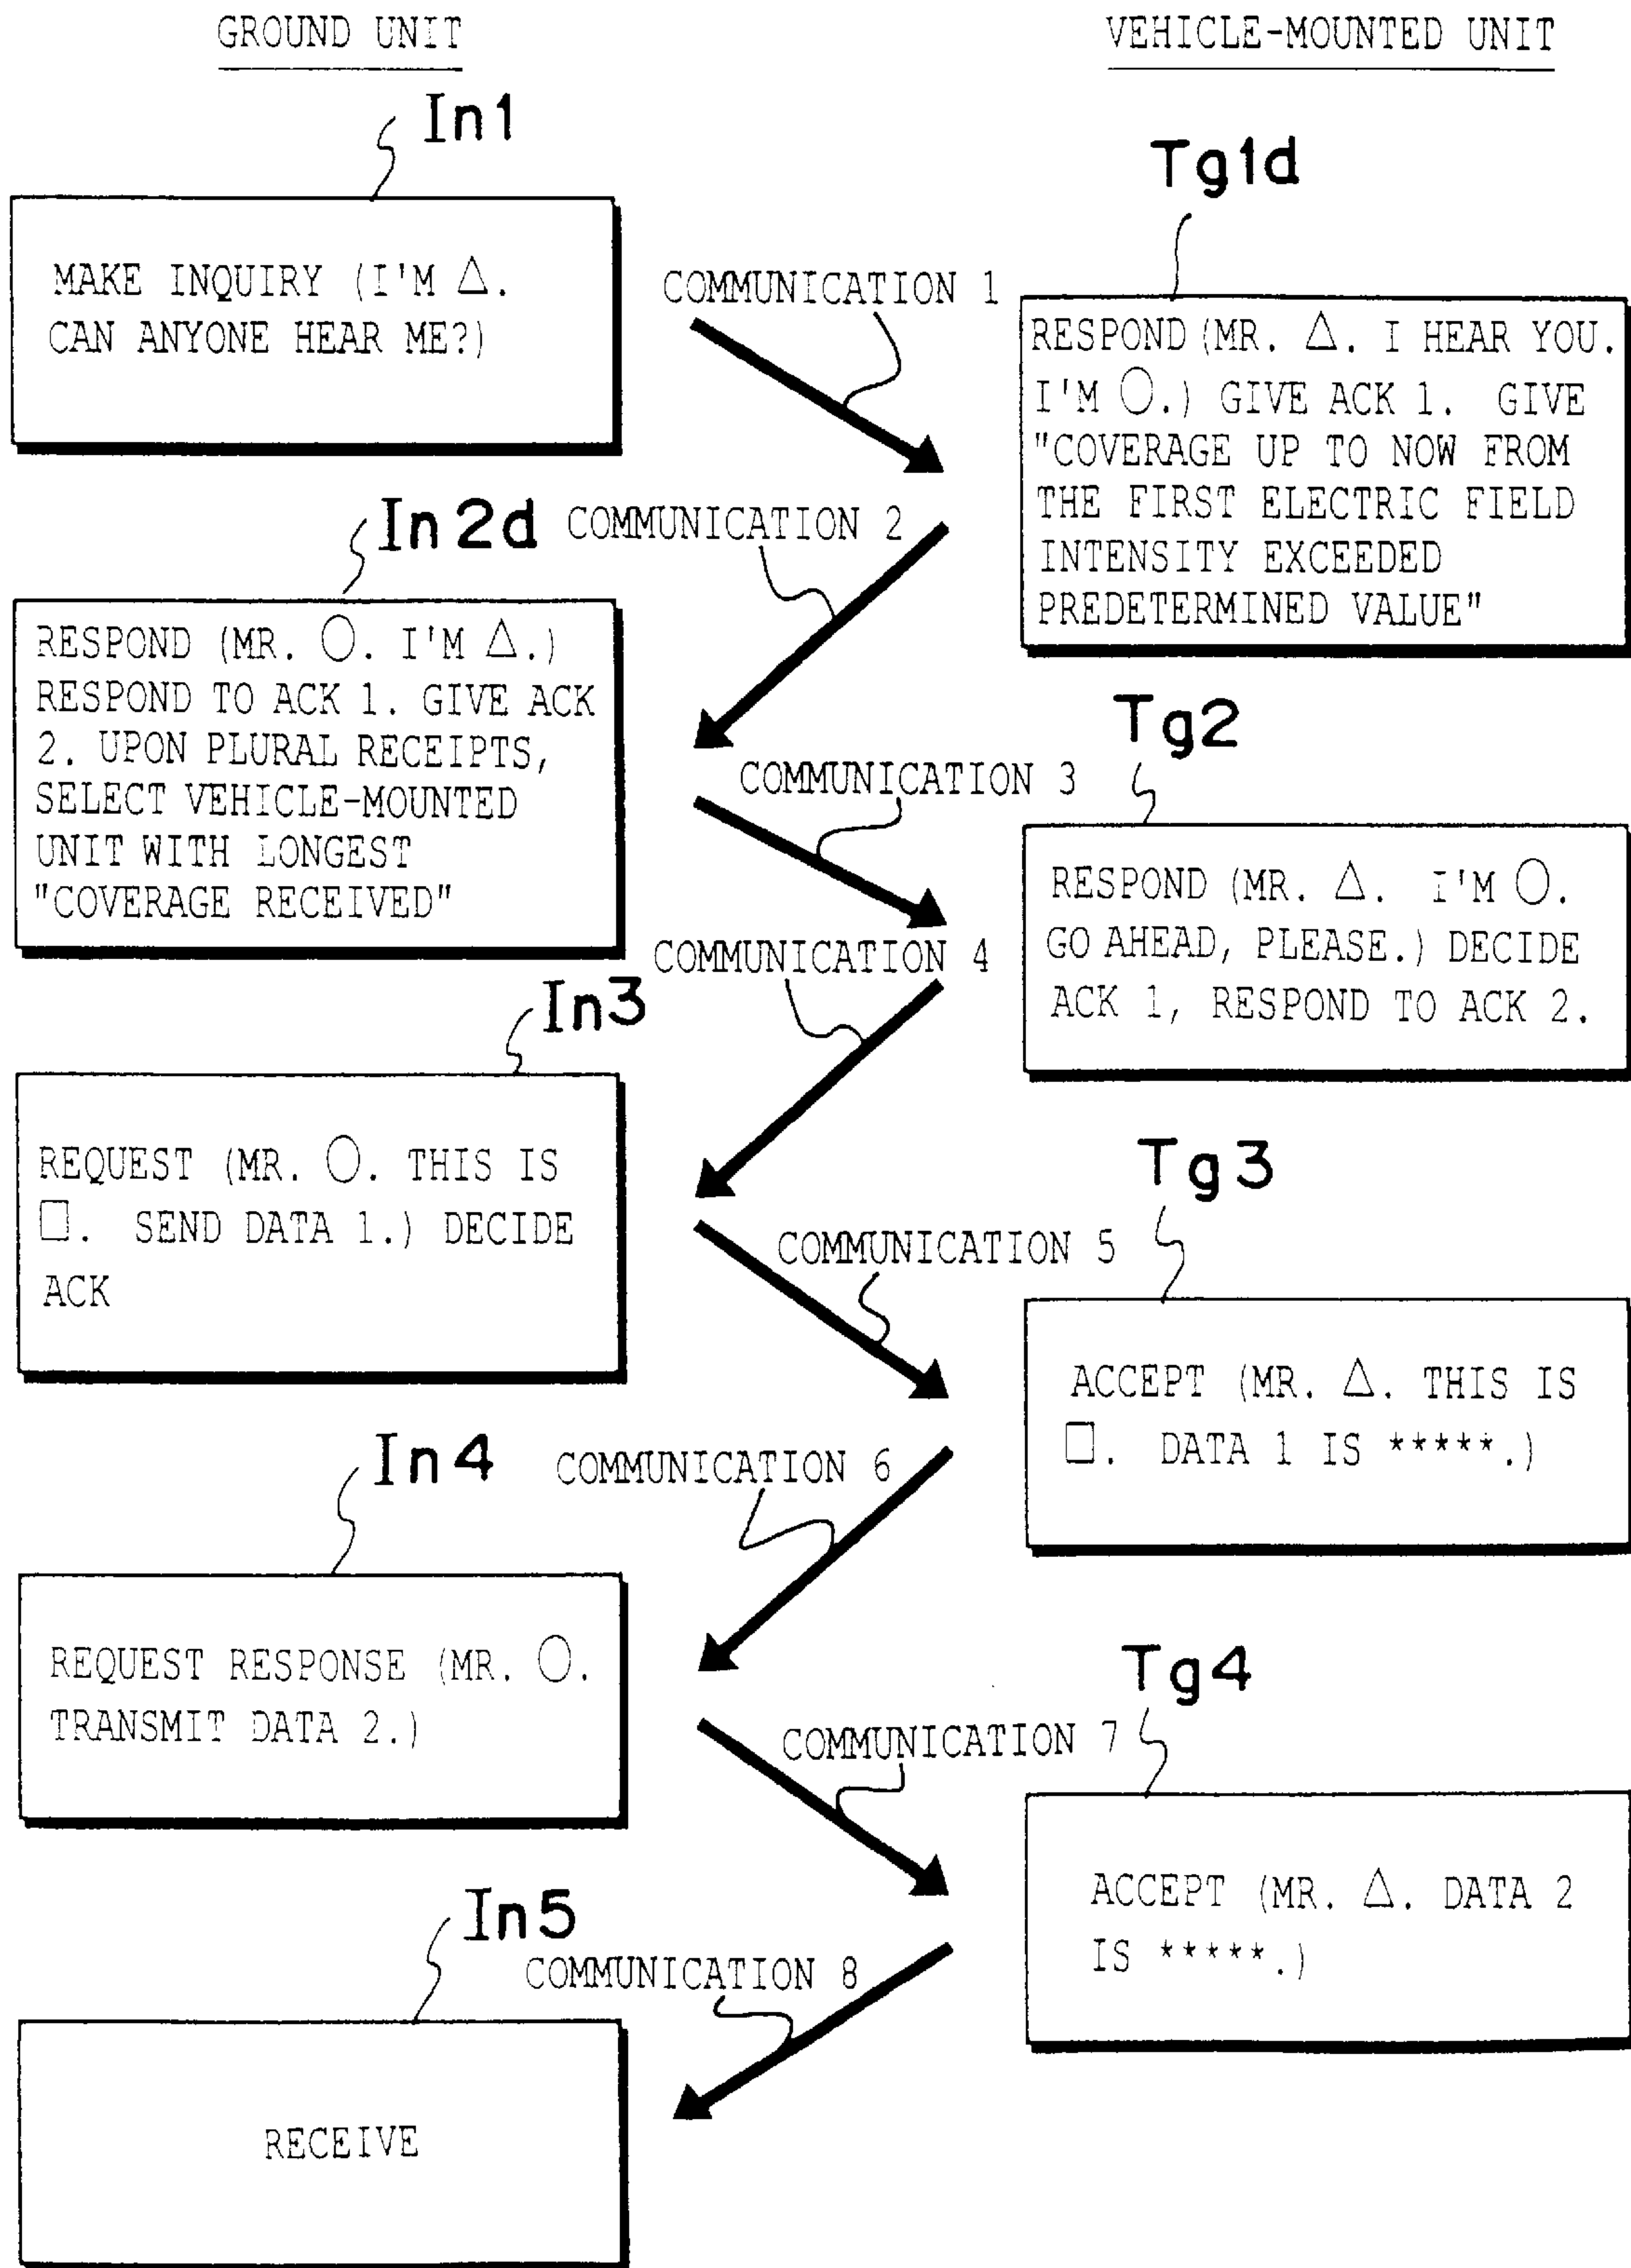 GROUND UNIT
VEHICLE-MOUNTED UNIT
In1
MAKE INQUIRY (I'M △.
CAN ANYONE HEAR ME?)
COMMUNICATION 1
Tg1d
RESPOND (MR. △. I HEAR YOU.
I'M ○.) GIVE ACK 1. GIVE
"COVERAGE UP TO NOW FROM
THE FIRST ELECTRIC FIELD
INTENSITY EXCEEDED
PREDETERMINED VALUE"
COMMUNICATION 2
In2d
RESPOND (MR. ○. I'M △.)
RESPOND TO ACK 1. GIVE ACK
2. UPON PLURAL RECEIPTS,
SELECT VEHICLE-MOUNTED
UNIT WITH LONGEST
"COVERAGE RECEIVED"
COMMUNICATION 3
Tg2
RESPOND (MR. △. I'M ○.
GO AHEAD, PLEASE.) DECIDE
ACK 1, RESPOND TO ACK 2.
COMMUNICATION 4
In3
REQUEST (MR. ○. THIS IS
□. SEND DATA 1.) DECIDE
ACK
COMMUNICATION 5
Tg3
ACCEPT (MR. △. THIS IS
□. DATA 1 IS *****.)
COMMUNICATION 6
In4
REQUEST RESPONSE (MR. ○.
TRANSMIT DATA 2.)
COMMUNICATION 7
Tg4
ACCEPT (MR. △. DATA 2
IS *****.)
COMMUNICATION 8
In5
RECEIVE